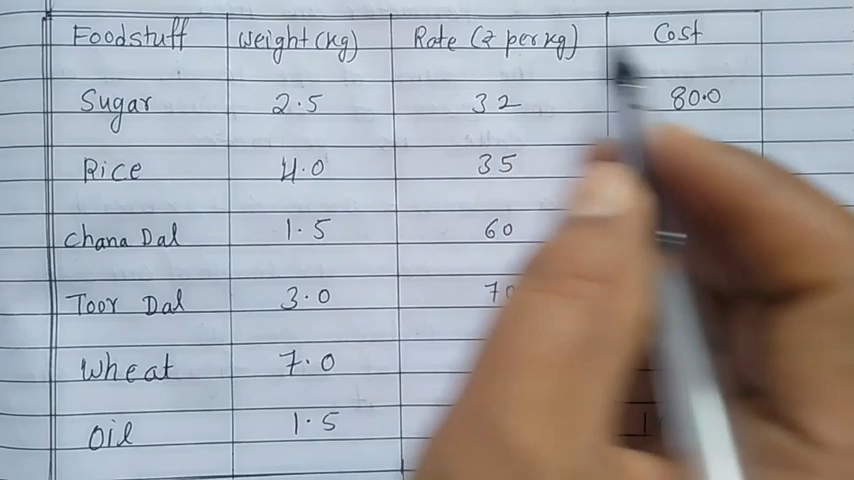 Foodstuff Weight (kg) Rate (₹ per kg) Cost
Sugar 2.5 32 80.0
Rice 4.0 35
Chana Dal 1.5 60
Toor Dal 3.0 70
Wheat 7.0
Oil 1.5